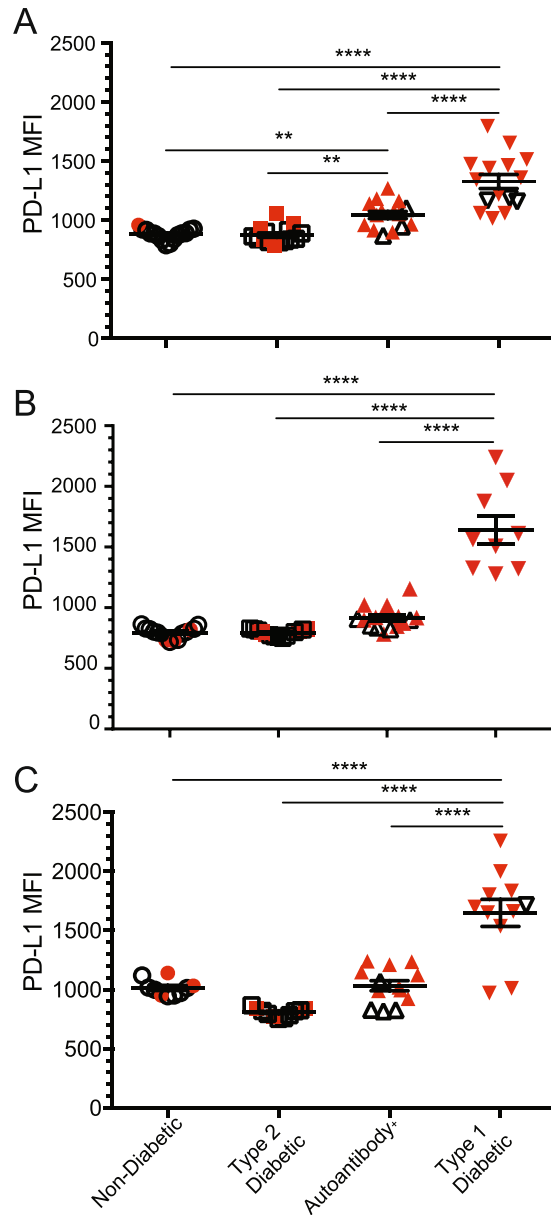 A
2500
****
****
2000
****
**
1500
**
1000
500
0
PD-L1 MFI
B
****
****
2500
****
2000
1500
1000
500
0
PD-L1 MFI
C
****
****
2500
****
2000
1500
1000
500
0
PD-L1 MFI
Non-Diabetic
Type 2
Diabetic
Autoantibody+
Type 1
Diabetic